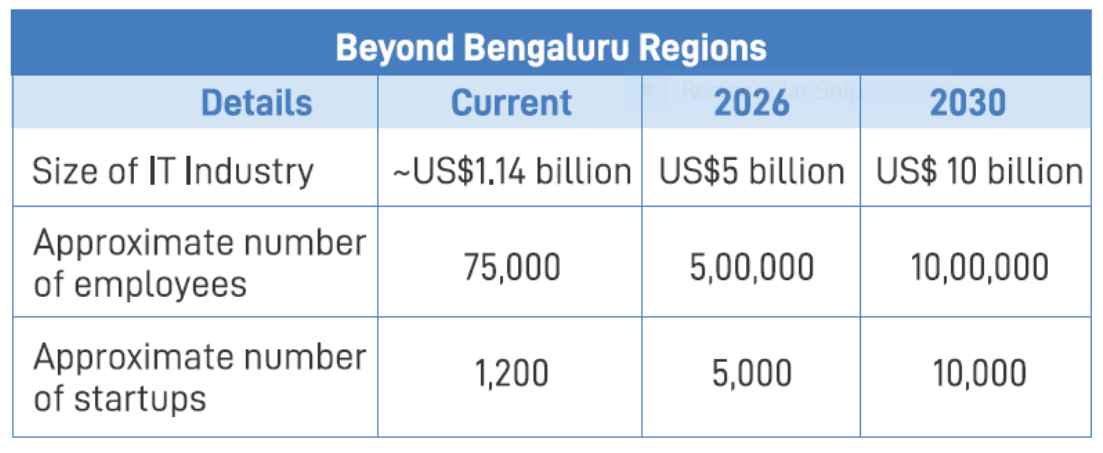 Beyond Bengaluru Regions
Details Current 2026 2030
Size of IT Industry ~US$1.14 billion US$5 billion US$ 10 billion
Approximate number
of employees 75,000 5,00,000 10,00,000
Approximate number
of startups 1,200 5,000 10,000
Rectangular Snip